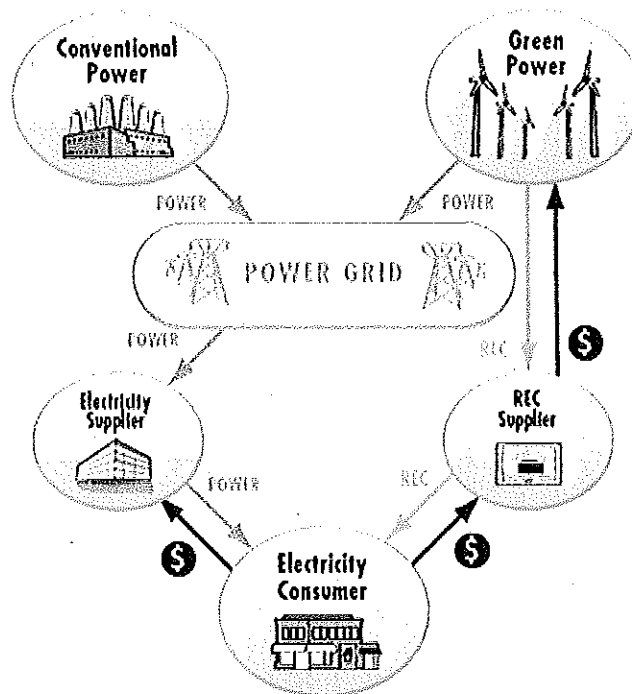 Conventional
Power
Green
Power
POWER
POWER
POWER GRID
POWER
REC
$
Electricity
Supplier
REC
Supplier
POWER
REC
$
$
Electricity
Consumer